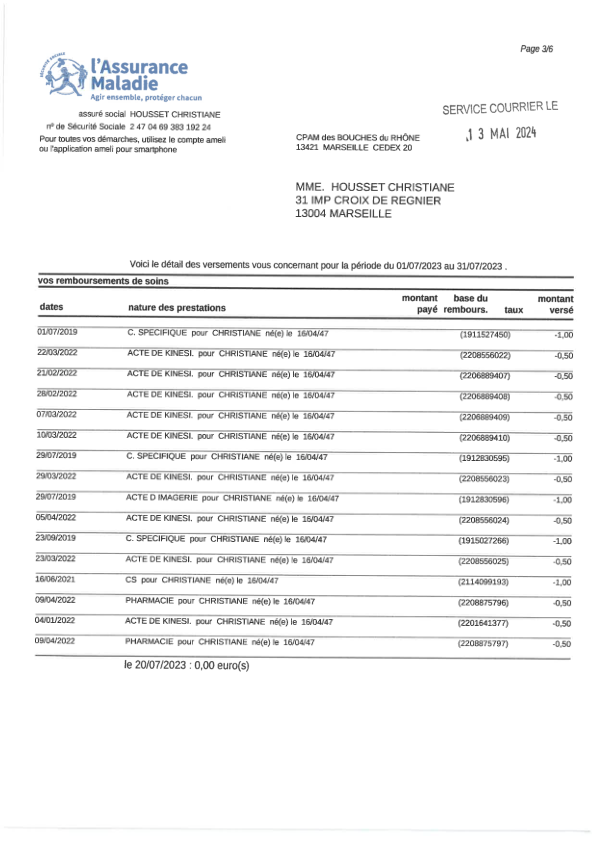 Page 3/6
SÉCURITÉ SOCIALE
l'Assurance
Maladie
Agir ensemble, protéger chacun
SERVICE COURRIER LE
13 MAI 2024
assuré social HOUSSET CHRISTIANE
n° de Sécurité Sociale 2 47 04 69 383 192 24
Pour toutes vos démarches, utilisez le compte ameli
ou l'application ameli pour smartphone
CPAM des BOUCHES du RHÔNE
13421 MARSEILLE CEDEX 20
MME. HOUSSET CHRISTIANE
31 IMP CROIX DE REGNIER
13004 MARSEILLE
Voici le détail des versements vous concernant pour la période du 01/07/2023 au 31/07/2023 .
vos remboursements de soins
dates nature des prestations montant payé base du rembours. taux montant versé
01/07/2019 C. SPECIFIQUE pour CHRISTIANE né(e) le 16/04/47 (1911527450) -1,00
22/03/2022 ACTE DE KINESI. pour CHRISTIANE né(e) le 16/04/47 (2208556022) -0,50
21/02/2022 ACTE DE KINESI. pour CHRISTIANE né(e) le 16/04/47 (2206889407) -0,50
28/02/2022 ACTE DE KINESI. pour CHRISTIANE né(e) le 16/04/47 (2206889408) -0,50
07/03/2022 ACTE DE KINESI. pour CHRISTIANE né(e) le 16/04/47 (2206889409) -0,50
10/03/2022 ACTE DE KINESI. pour CHRISTIANE né(e) le 16/04/47 (2206889410) -0,50
29/07/2019 C. SPECIFIQUE pour CHRISTIANE né(e) le 16/04/47 (1912830595) -1,00
29/03/2022 ACTE DE KINESI. pour CHRISTIANE né(e) le 16/04/47 (2208556023) -0,50
29/07/2019 ACTE D IMAGERIE pour CHRISTIANE né(e) le 16/04/47 (1912830596) -1,00
05/04/2022 ACTE DE KINESI. pour CHRISTIANE né(e) le 16/04/47 (2208556024) -0,50
23/09/2019 C. SPECIFIQUE pour CHRISTIANE né(e) le 16/04/47 (1915027266) -1,00
23/03/2022 ACTE DE KINESI. pour CHRISTIANE né(e) le 16/04/47 (2208556025) -0,50
16/06/2021 CS pour CHRISTIANE né(e) le 16/04/47 (2114099193) -1,00
09/04/2022 PHARMACIE pour CHRISTIANE né(e) le 16/04/47 (2208875796) -0,50
04/01/2022 ACTE DE KINESI. pour CHRISTIANE né(e) le 16/04/47 (2201641377) -0,50
09/04/2022 PHARMACIE pour CHRISTIANE né(e) le 16/04/47 (2208875797) -0,50
le 20/07/2023 : 0,00 euro(s)